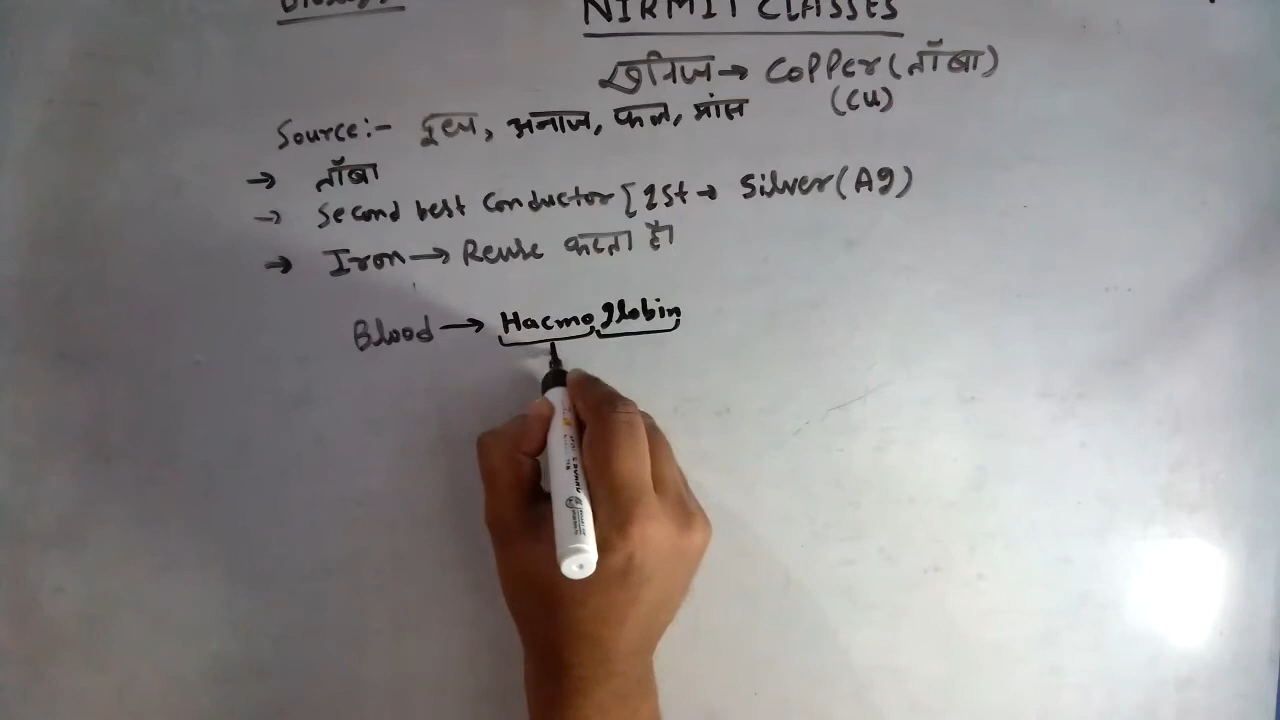 Biology
NIRMIT CLASSES
खनिज → Copper (ताँबा)
(Cu)
Source:- दूध, अनाज, फल, मांस
→ ताँबा
→ Second best conductor [1st → Silver (Ag)
→ Iron → Reuse करता है।
Blood → Haemoglobin